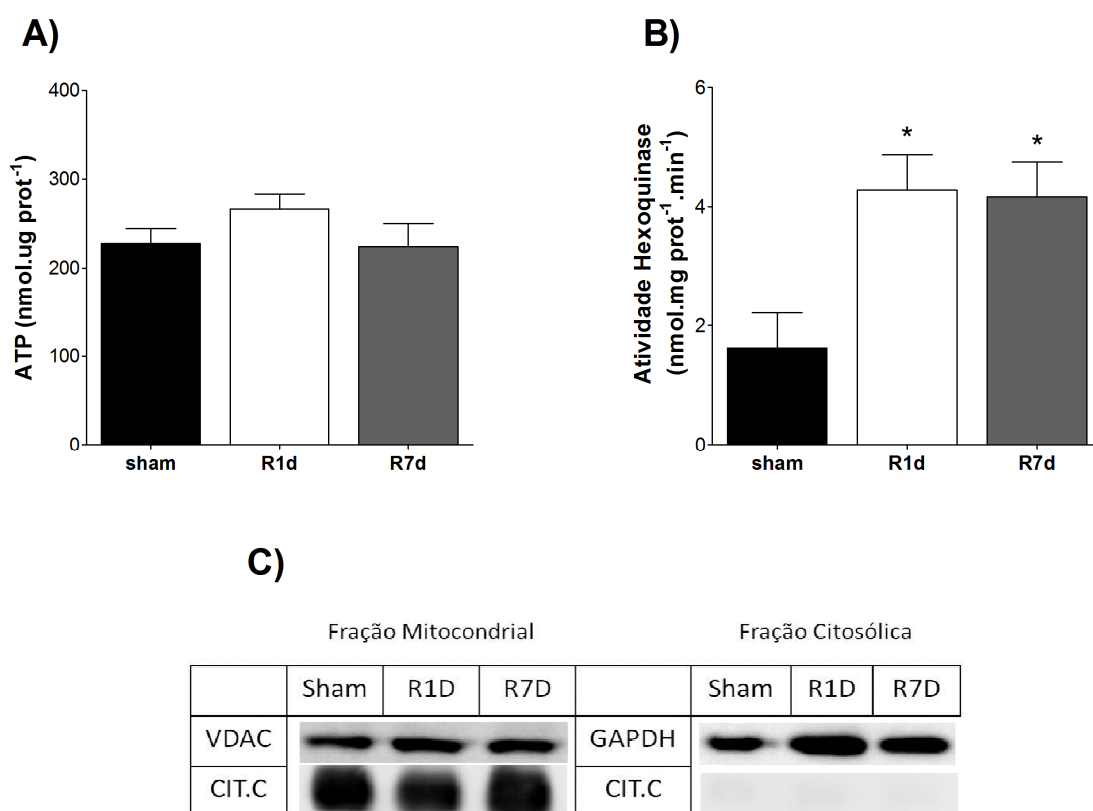 A)
B)
400
300
200
100
0
ATP (nmol.ug prot⁻¹)
sham R1d R7d
6
4
2
0
Atividade Hexoquinase
(nmol.mg prot⁻¹.min⁻¹)
* *
sham R1d R7d
C)
Fração Mitocondrial Fração Citosólica
Sham R1D R7D Sham R1D R7D
VDAC GAPDH
CIT.C CIT.C